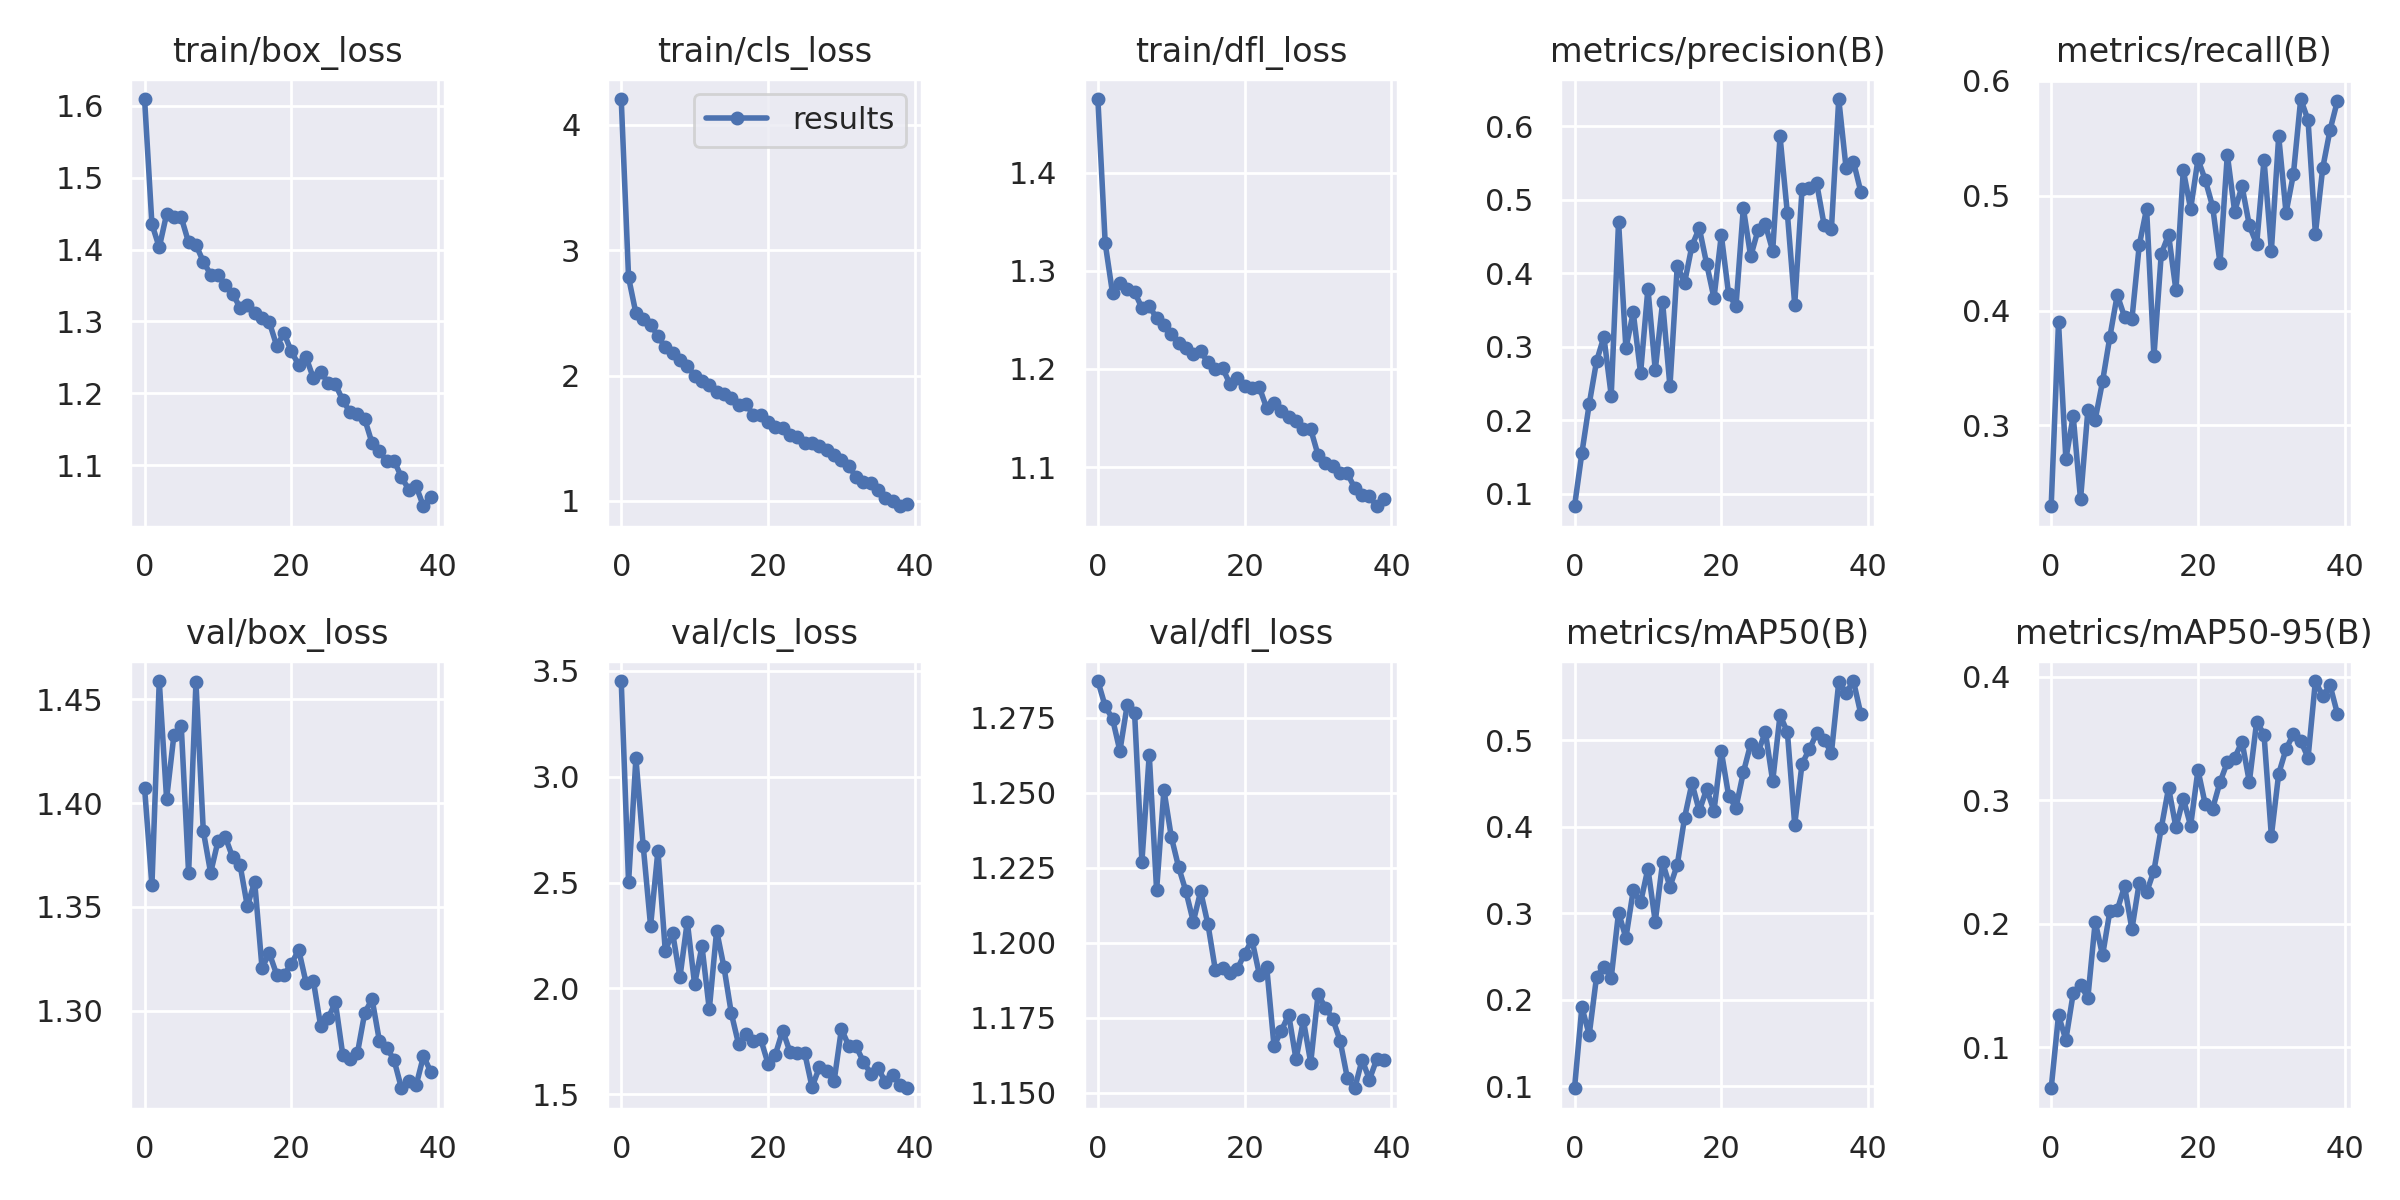 train/box_loss
1.6
1.5
1.4
1.3
1.2
1.1
0 20 40
train/cls_loss
results
4
3
2
1
0 20 40
train/dfl_loss
1.4
1.3
1.2
1.1
0 20 40
metrics/precision(B)
0.6
0.5
0.4
0.3
0.2
0.1
0 20 40
metrics/recall(B)
0.6
0.5
0.4
0.3
0 20 40
val/box_loss
1.45
1.40
1.35
1.30
0 20 40
val/cls_loss
3.5
3.0
2.5
2.0
1.5
0 20 40
val/dfl_loss
1.275
1.250
1.225
1.200
1.175
1.150
0 20 40
metrics/mAP50(B)
0.5
0.4
0.3
0.2
0.1
0 20 40
metrics/mAP50-95(B)
0.4
0.3
0.2
0.1
0 20 40